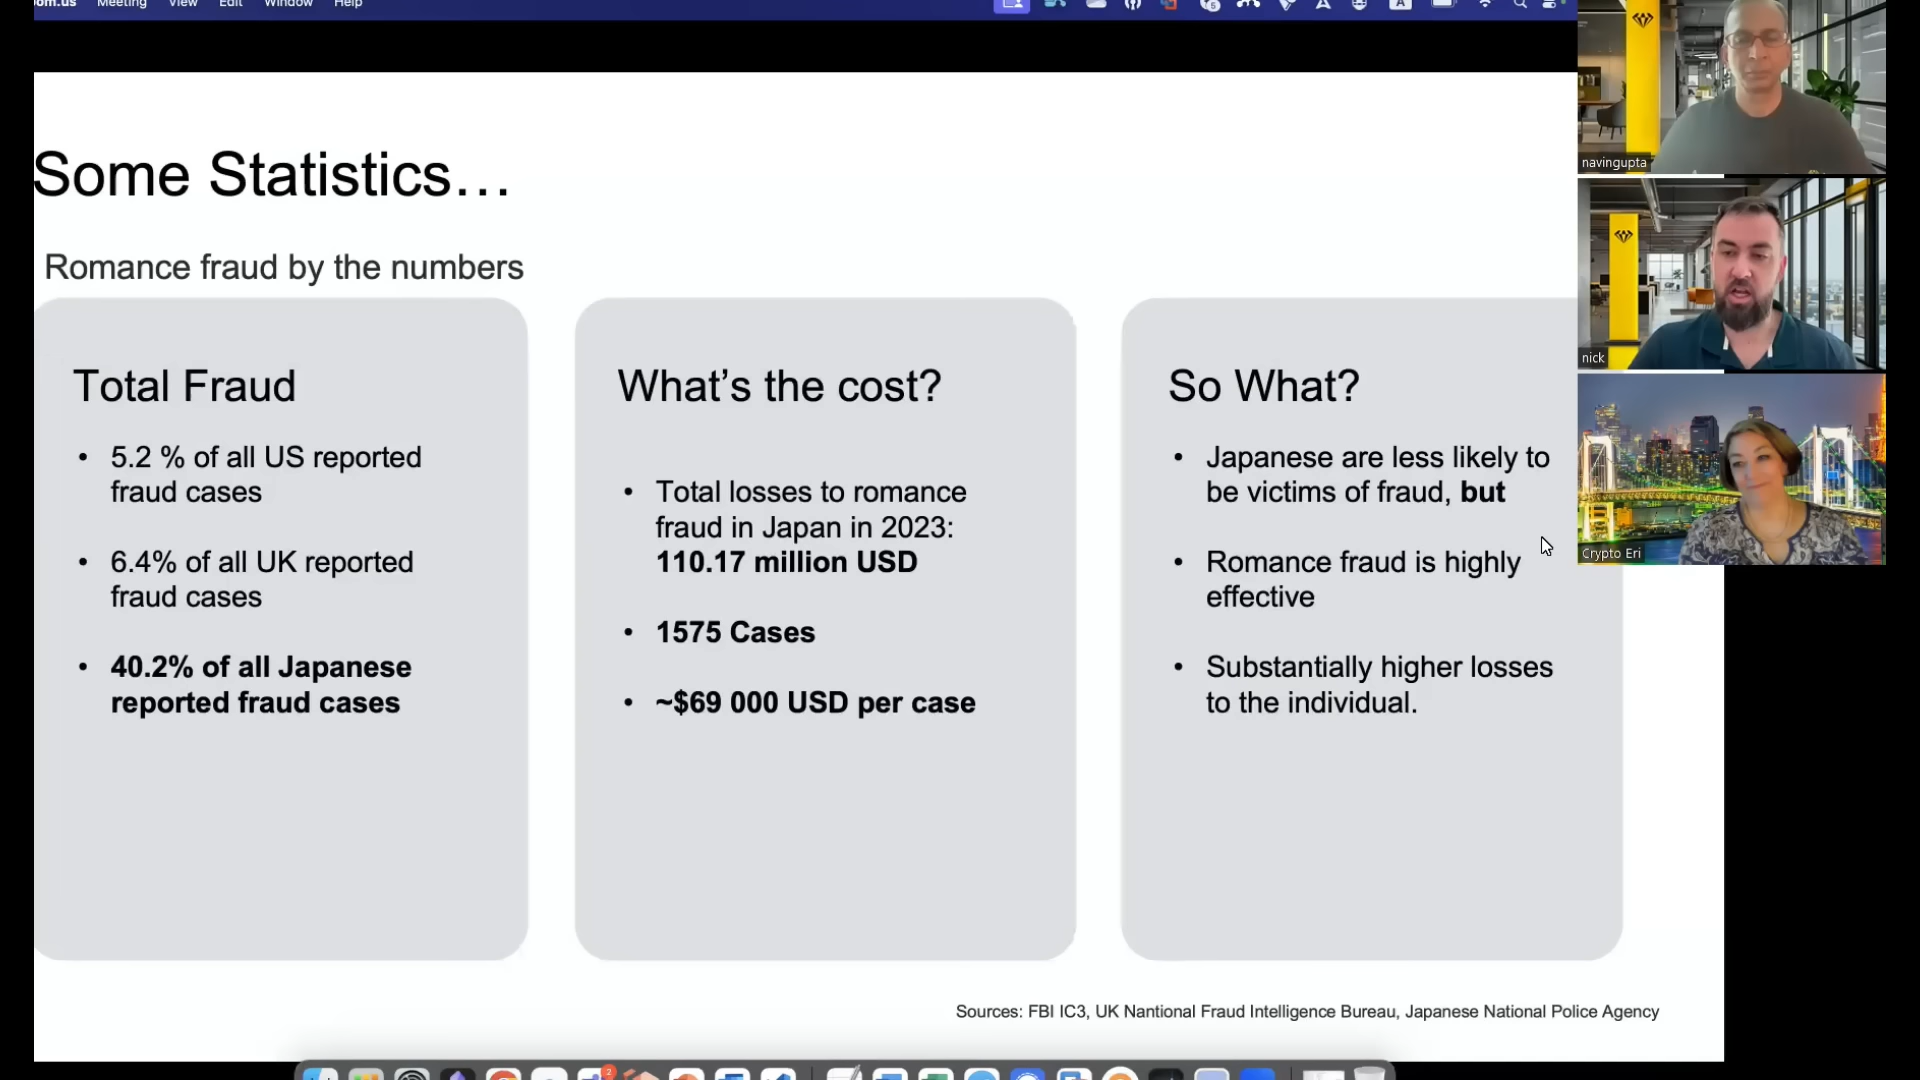 om.us Meeting View Edit Window Help
Some Statistics…
Romance fraud by the numbers
Total Fraud
• 5.2 % of all US reported
fraud cases
• 6.4% of all UK reported
fraud cases
• 40.2% of all Japanese
reported fraud cases
What's the cost?
• Total losses to romance
fraud in Japan in 2023:
110.17 million USD
• 1575 Cases
• ~$69 000 USD per case
So What?
• Japanese are less likely to
be victims of fraud, but
• Romance fraud is highly
effective
• Substantially higher losses
to the individual.
Sources: FBI IC3, UK Nantional Fraud Intelligence Bureau, Japanese National Police Agency
navingupta
nick
Crypto Eri